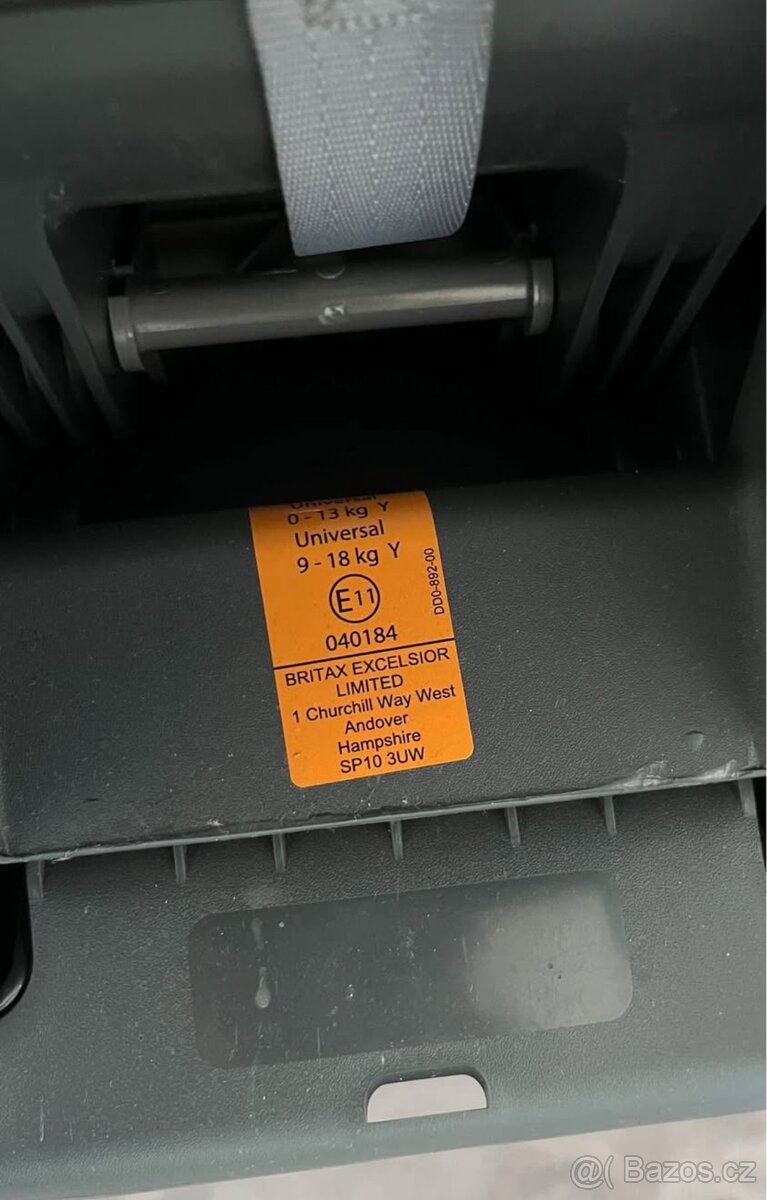 Universal
0 - 13 kg Y
Universal
9 - 18 kg Y
E11
040184
DD0-892-00
BRITAX EXCELSIOR
LIMITED
1 Churchill Way West
Andover
Hampshire
SP10 3UW
@( Bazos.cz